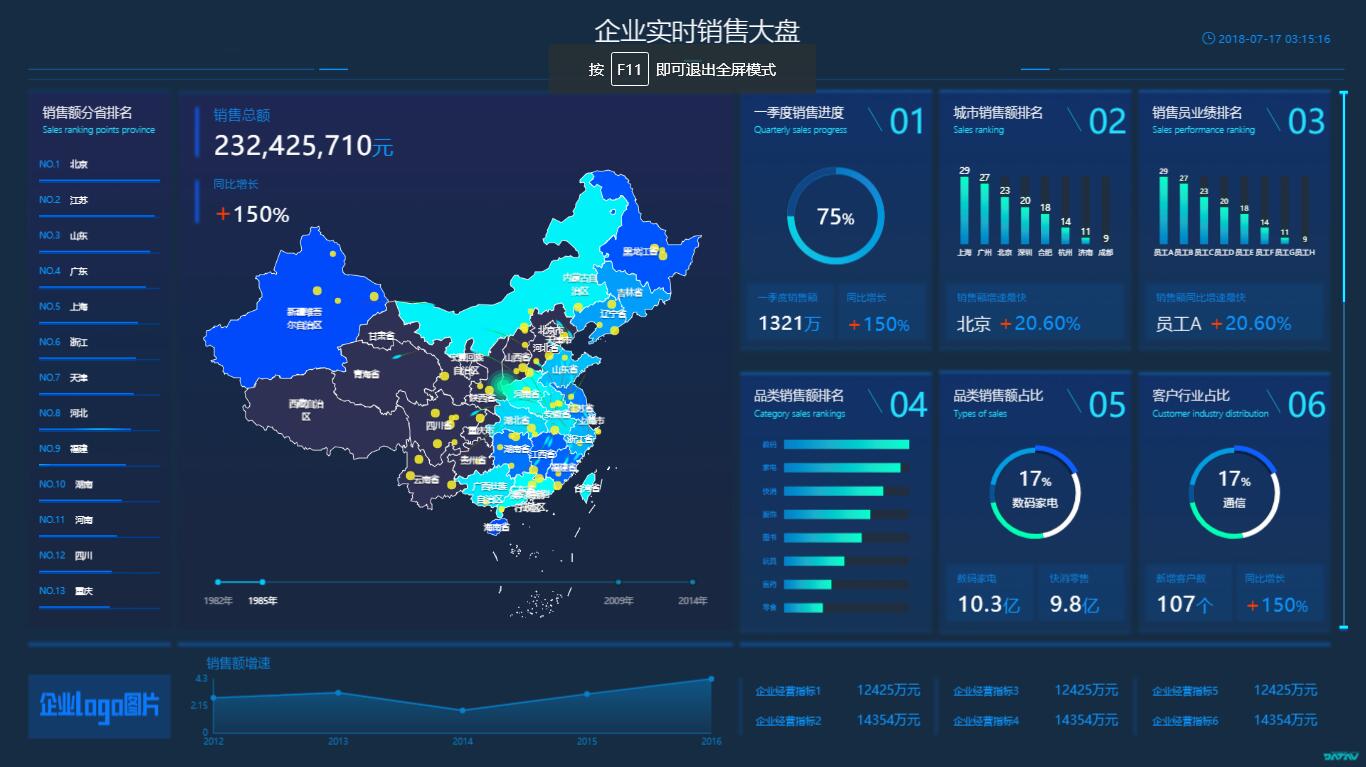 企业实时销售大盘
2018-07-17 03:15:16
按 F11 即可退出全屏模式
销售额分省排名
Sales ranking points province
NO.1 北京
NO.2 江苏
NO.3 山东
NO.4 广东
NO.5 上海
NO.6 浙江
NO.7 天津
NO.8 河北
NO.9 福建
NO.10 湖南
NO.11 河南
NO.12 四川
NO.13 重庆
销售总额
232,425,710元
同比增长
+150%
黑龙江省
内蒙古自
治区
吉林省
辽宁省
新疆维吾
尔自治区
甘肃省
北京市
河北省
山西省
青海省
自治区
山东省
陕西省
河南省
西藏自治
区
四川省
重庆市
湖北省
浙江省
湖南省
江西省
贵州省
福建省
云南省
广西壮族
自治区
台湾省
海南省
1982年
1985年
2009年
2014年
一季度销售进度
Quarterly sales progress
01
75%
一季度销售额
1321万
同比增长
+150%
城市销售额排名
Sales ranking
02
29 27 23 20 18 14 11 9
上海 广州 北京 深圳 合肥 杭州 济南 成都
销售额增速最快
北京 +20.60%
销售员业绩排名
Sales performance ranking
03
29 27 23 20 18 14 11 9
员工A 员工B 员工C 员工D 员工E 员工F 员工G 员工H
销售额同比增速最快
员工A +20.60%
品类销售额排名
Category sales rankings
04
数码
家电
快消
服饰
图书
玩具
医药
零食
品类销售额占比
Types of sales
05
17%
数码家电
数码家电
10.3亿
快消零售
9.8亿
客户行业占比
Customer industry distribution
06
17%
通信
新增客户数
107个
同比增长
+150%
企业logo图片
销售额增速
4.3
2.15
0
2012 2013 2014 2015 2016
企业经营指标1 12425万元
企业经营指标2 14354万元
企业经营指标3 12425万元
企业经营指标4 14354万元
企业经营指标5 12425万元
企业经营指标6 14354万元
DATAV